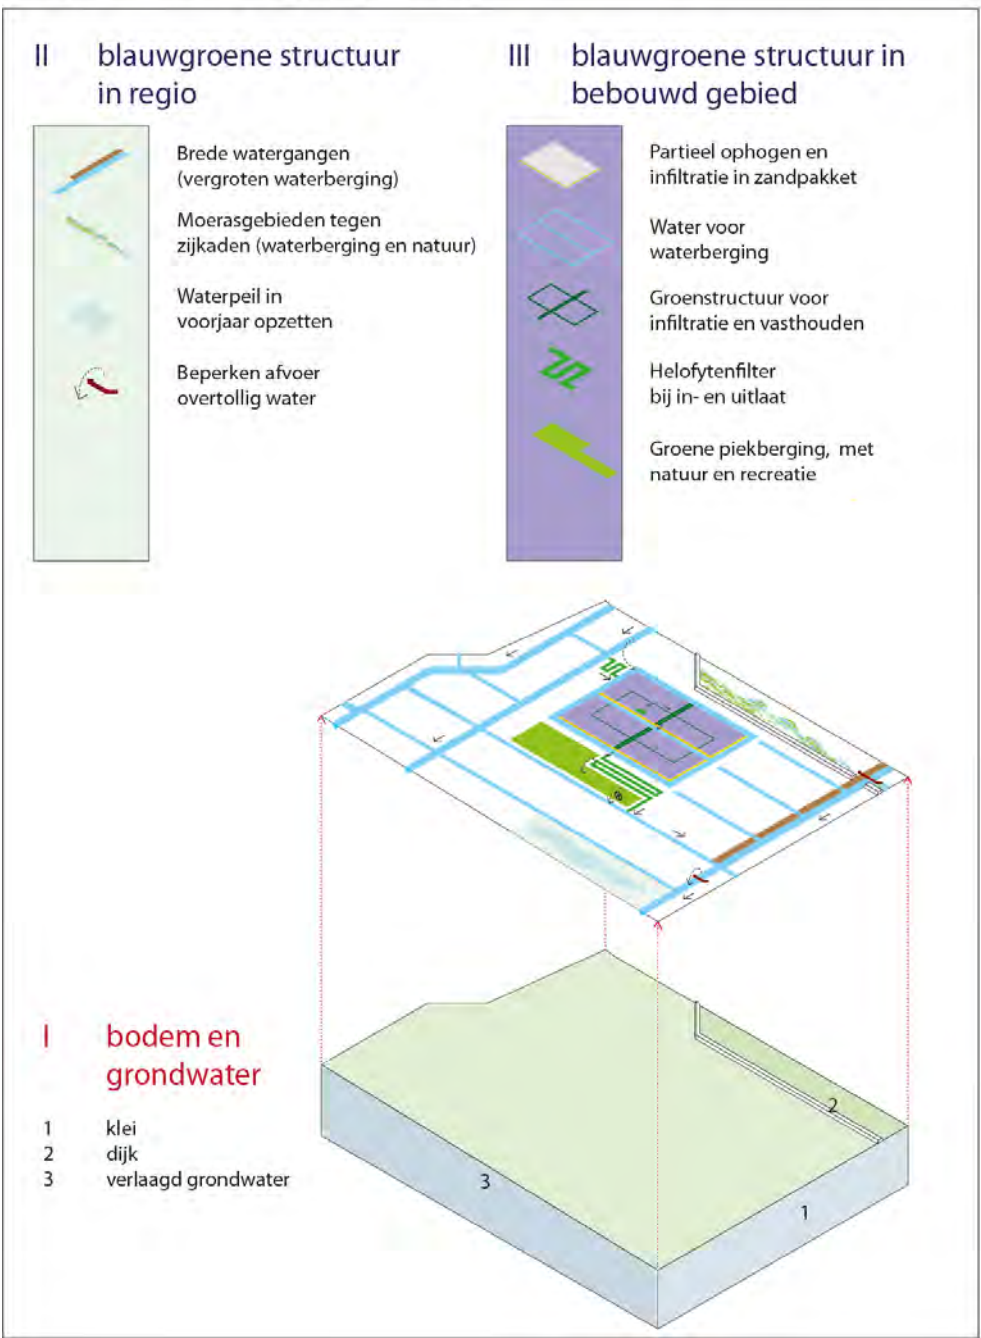 II blauwgroene structuur
in regio
Brede watergangen
(vergroten waterberging)
Moerasgebieden tegen
zijkaden (waterberging en natuur)
Waterpeil in
voorjaar opzetten
Beperken afvoer
overtollig water
III blauwgroene structuur in
bebouwd gebied
Partieel ophogen en
infiltratie in zandpakket
Water voor
waterberging
Groenstructuur voor
infiltratie en vasthouden
Helofytenfilter
bij in- en uitlaat
Groene piekberging, met
natuur en recreatie
I bodem en
grondwater
1 klei
2 dijk
3 verlaagd grondwater
2
3
1